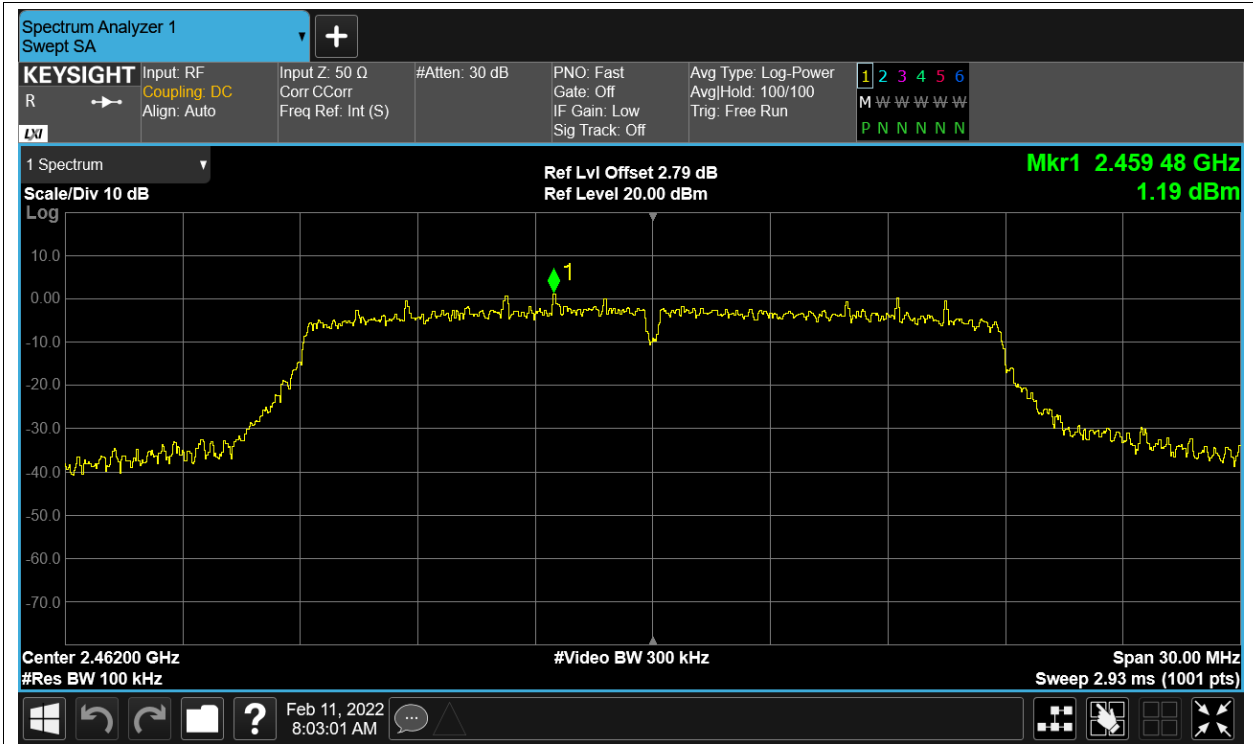 Spectrum Analyzer 1
Swept SA
KEYSIGHT
R
LXI
Input: RF
Coupling: DC
Align: Auto
Input Z: 50 Ω
Corr CCorr
Freq Ref: Int (S)
#Atten: 30 dB
PNO: Fast
Gate: Off
IF Gain: Low
Sig Track: Off
Avg Type: Log-Power
Avg|Hold: 100/100
Trig: Free Run
1 2 3 4 5 6
M W W W W W
P N N N N N
1 Spectrum
Scale/Div 10 dB
Log
Ref Lvl Offset 2.79 dB
Ref Level 20.00 dBm
Mkr1 2.459 48 GHz
1.19 dBm
1
10.0
0.00
-10.0
-20.0
-30.0
-40.0
-50.0
-60.0
-70.0
Center 2.46200 GHz
#Res BW 100 kHz
#Video BW 300 kHz
Span 30.00 MHz
Sweep 2.93 ms (1001 pts)
?
Feb 11, 2022
8:03:01 AM